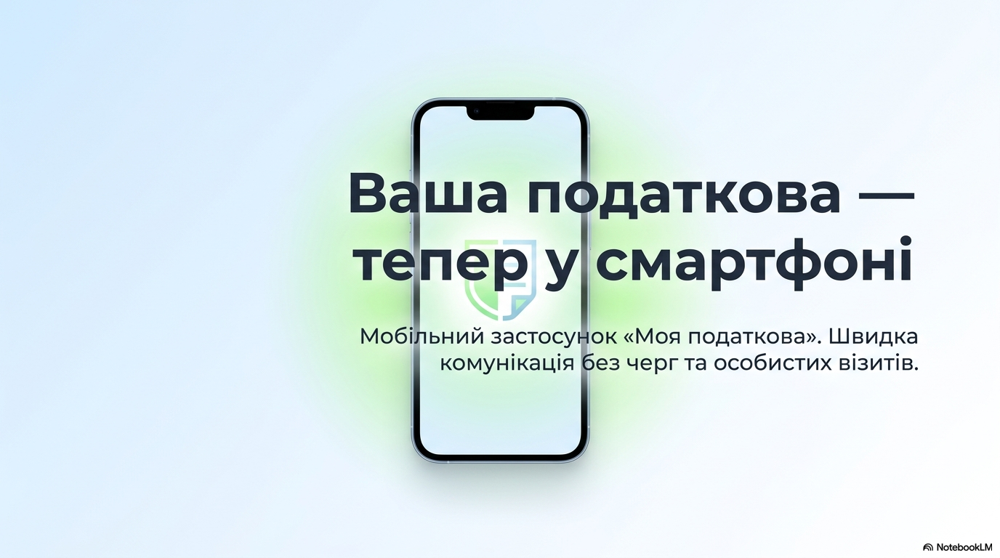 Ваша податкова —
тепер у смартфоні
Мобільний застосунок «Моя податкова». Швидка
комунікація без черг та особистих візитів.
NotebookLM